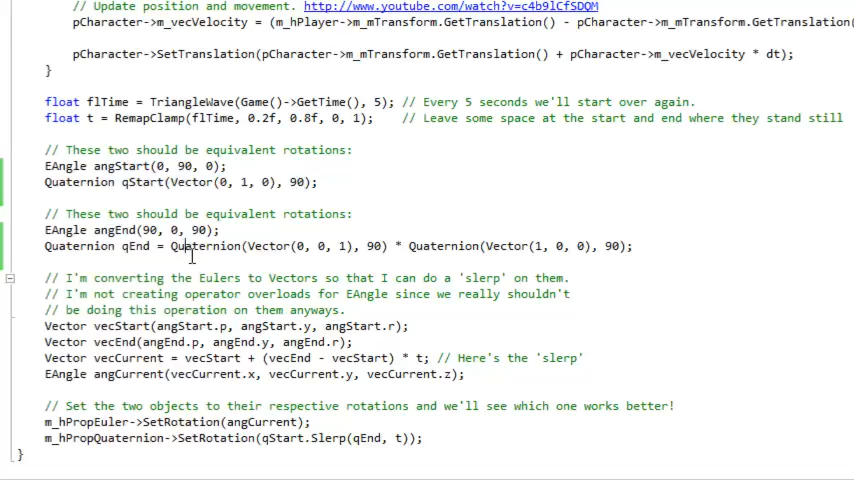 // Update position and movement. http://www.youtube.com/watch?v=c4b9lCfSDQM
pCharacter->m_vecVelocity = (m_hPlayer->m_mTransform.GetTranslation() - pCharacter->m_mTransform.GetTranslation(
pCharacter->SetTranslation(pCharacter->m_mTransform.GetTranslation() + pCharacter->m_vecVelocity * dt);
}
float flTime = TriangleWave(Game()->GetTime(), 5); // Every 5 seconds we'll start over again.
float t = RemapClamp(flTime, 0.2f, 0.8f, 0, 1); // Leave some space at the start and end where they stand still
// These two should be equivalent rotations:
EAngle angStart(0, 90, 0);
Quaternion qStart(Vector(0, 1, 0), 90);
// These two should be equivalent rotations:
EAngle angEnd(90, 0, 90);
Quaternion qEnd = Quaternion(Vector(0, 0, 1), 90) * Quaternion(Vector(1, 0, 0), 90);
// I'm converting the Eulers to Vectors so that I can do a 'slerp' on them.
// I'm not creating operator overloads for EAngle since we really shouldn't
// be doing this operation on them anyways.
Vector vecStart(angStart.p, angStart.y, angStart.r);
Vector vecEnd(angEnd.p, angEnd.y, angEnd.r);
Vector vecCurrent = vecStart + (vecEnd - vecStart) * t; // Here's the 'slerp'
EAngle angCurrent(vecCurrent.x, vecCurrent.y, vecCurrent.z);
// Set the two objects to their respective rotations and we'll see which one works better!
m_hPropEuler->SetRotation(angCurrent);
m_hPropQuaternion->SetRotation(qStart.Slerp(qEnd, t));
}